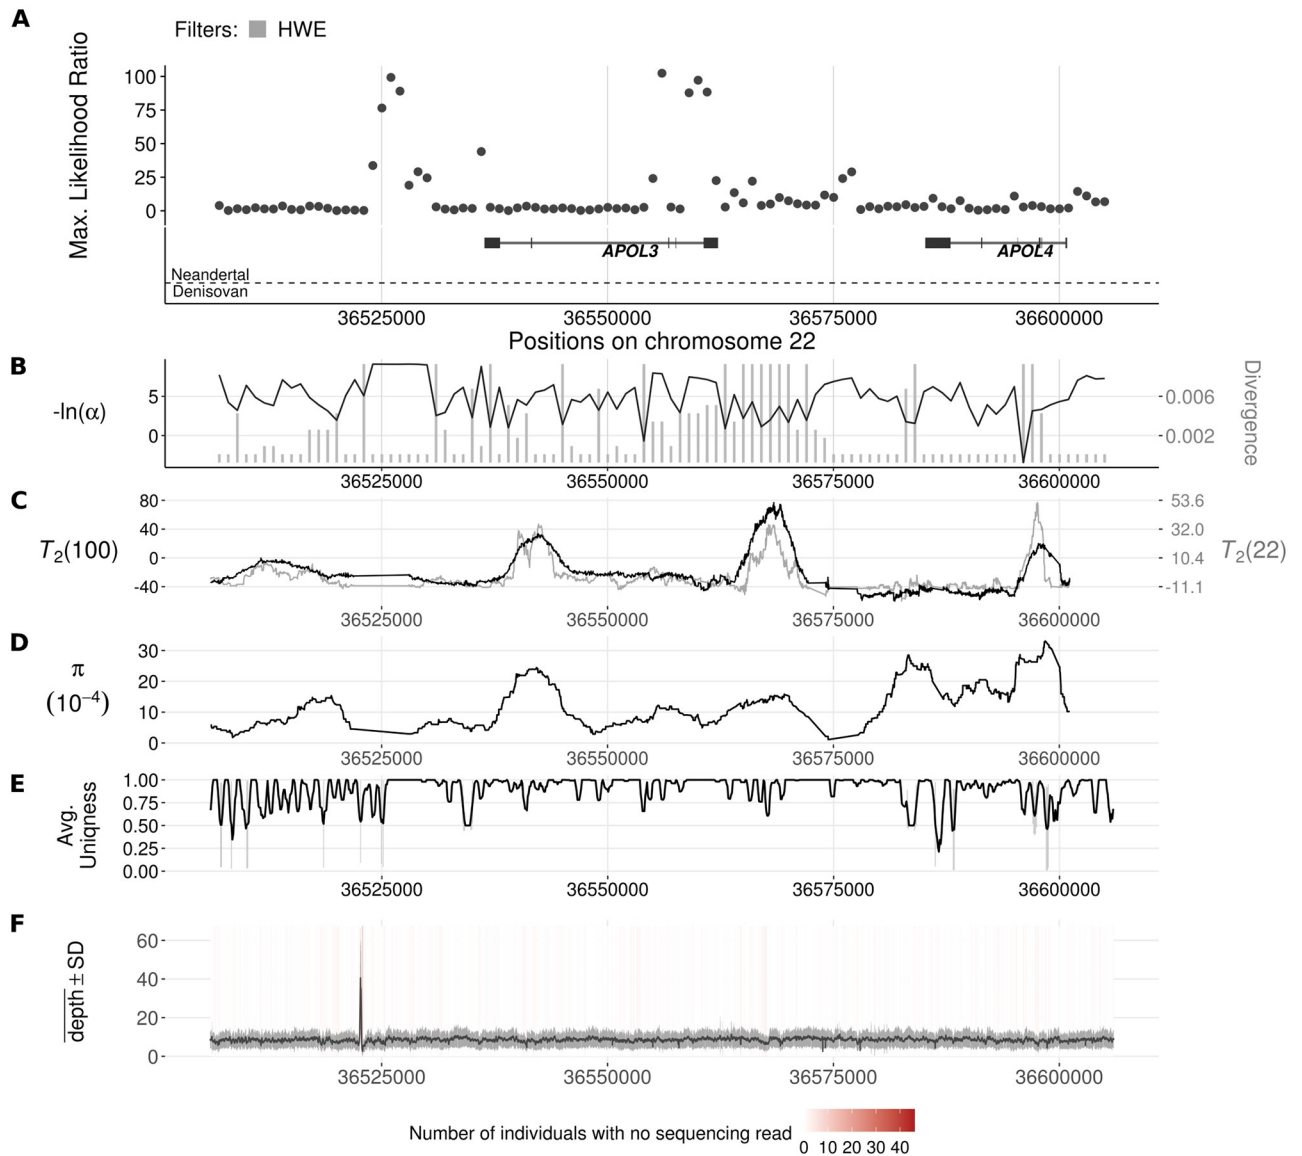 A
Filters: HWE
Max. Likelihood Ratio
100
75
50
25
0
APOL3
APOL4
Neandertal
Denisovan
36525000 36550000 36575000 36600000
Positions on chromosome 22
B
-ln(α)
5
0
0.006
0.002
Divergence
36525000 36550000 36575000 36600000
C
T2(100)
80
40
0
-40
53.6
32.0
10.4
-11.1
T2(22)
36525000 36550000 36575000 36600000
D
π
(10−4)
30
20
10
0
36525000 36550000 36575000 36600000
E
Avg.
Uniqness
1.00
0.75
0.50
0.25
0.00
36525000 36550000 36575000 36600000
F
depth ± SD
60
40
20
0
36525000 36550000 36575000 36600000
Number of individuals with no sequencing read
0 10 20 30 40